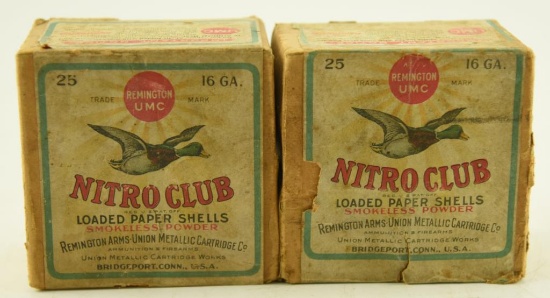 25 16 GA.
REMINGTON
UMC
TRADE MARK
NITRO CLUB
LOADED PAPER SHELLS
SMOKELESS POWDER
REMINGTON ARMS-UNION METALLIC CARTRIDGE CO
AMMUNITION & FIREARMS
UNION METALLIC CARTRIDGE WORKS
BRIDGEPORT, CONN., U.S.A.
25 16 GA.
REMINGTON
UMC
TRADE MARK
NITRO CLUB
LOADED PAPER SHELLS
SMOKELESS POWDER
REMINGTON ARMS-UNION METALLIC CARTRIDGE CO
AMMUNITION & FIREARMS
UNION METALLIC CARTRIDGE WORKS
BRIDGEPORT, CONN., U.S.A.